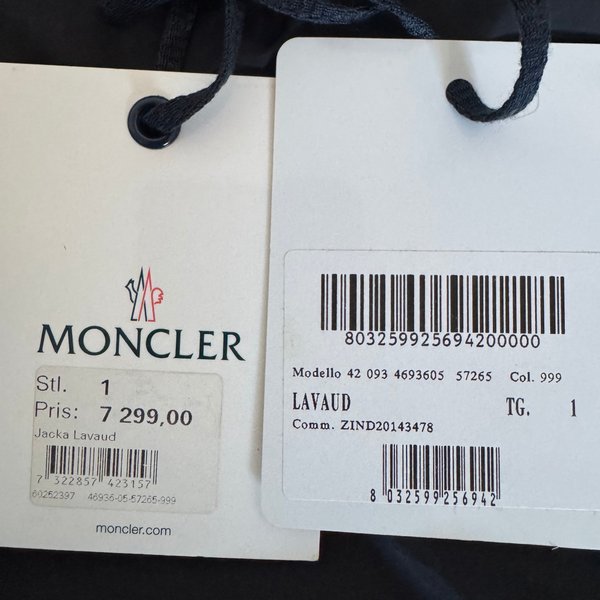 MONCLER
Stl. 1
Pris: 7 299,00
Jacka Lavaud
7 322857 423157
60252397 46936-05-57265-999
moncler.com
803259925694200000
Modello 42 093 4693605 57265 Col. 999
LAVAUD TG. 1
Comm. ZIND20143478
8 032599 256942